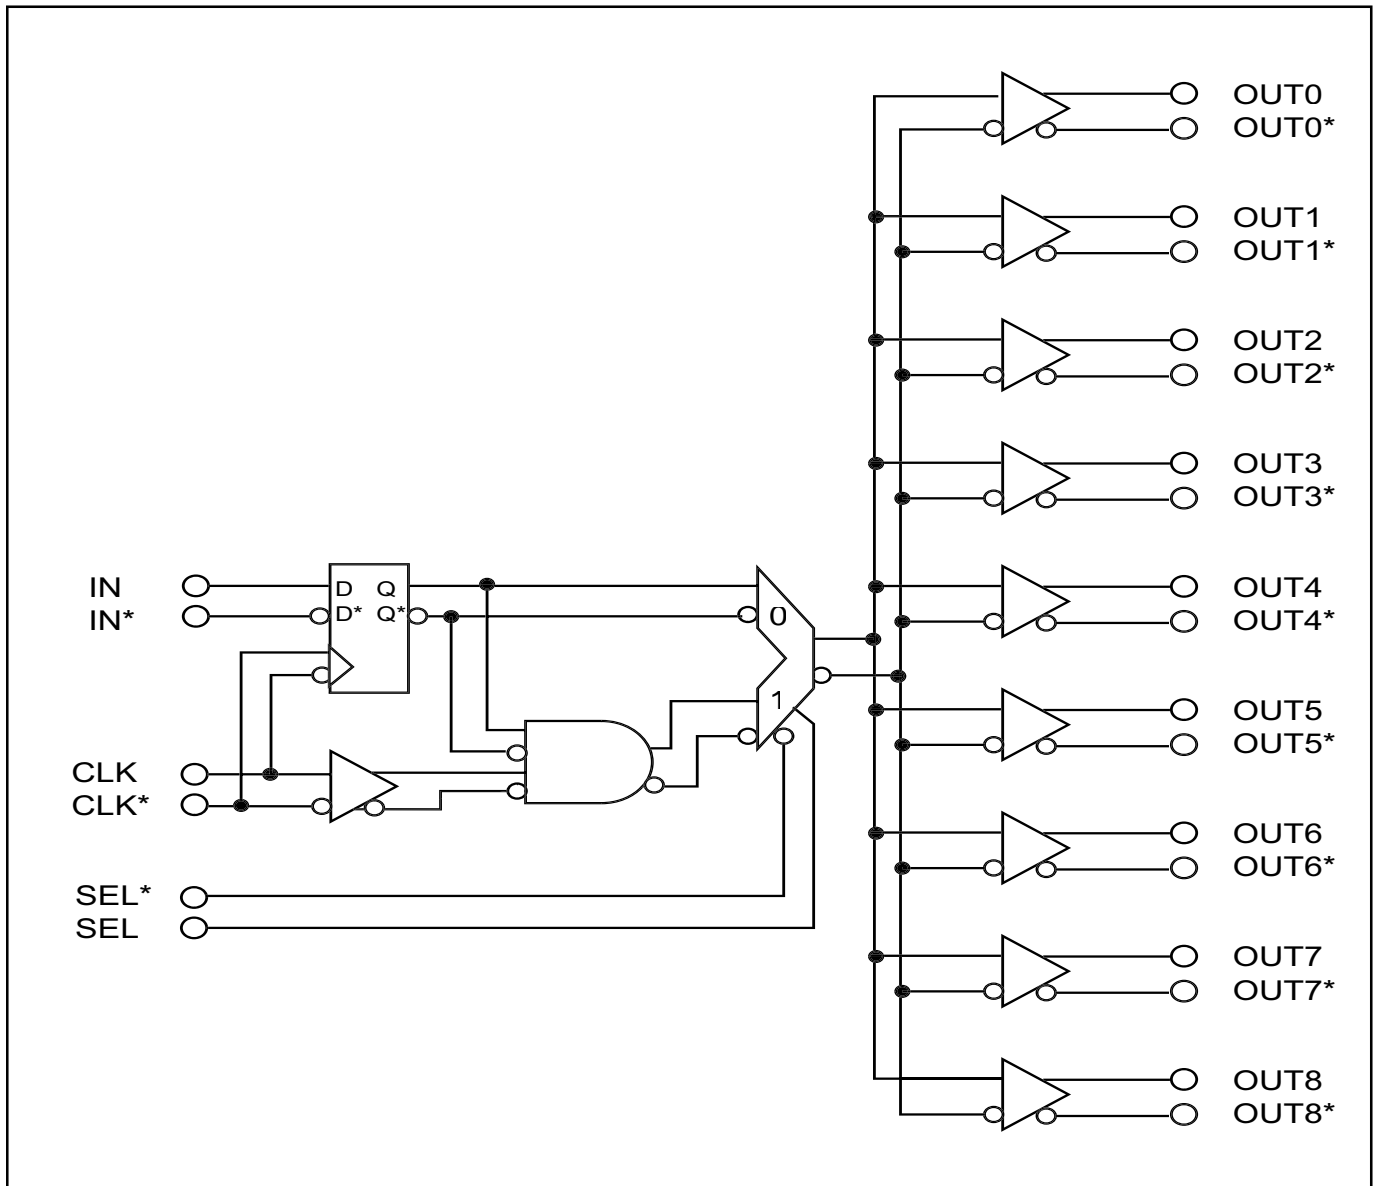 OUT0
OUT0*
OUT1
OUT1*
OUT2
OUT2*
OUT3
OUT3*
IN
D Q
OUT4
IN*
D* Q*
0
OUT4*
1
OUT5
OUT5*
CLK
CLK*
OUT6
OUT6*
SEL*
SEL
OUT7
OUT7*
OUT8
OUT8*